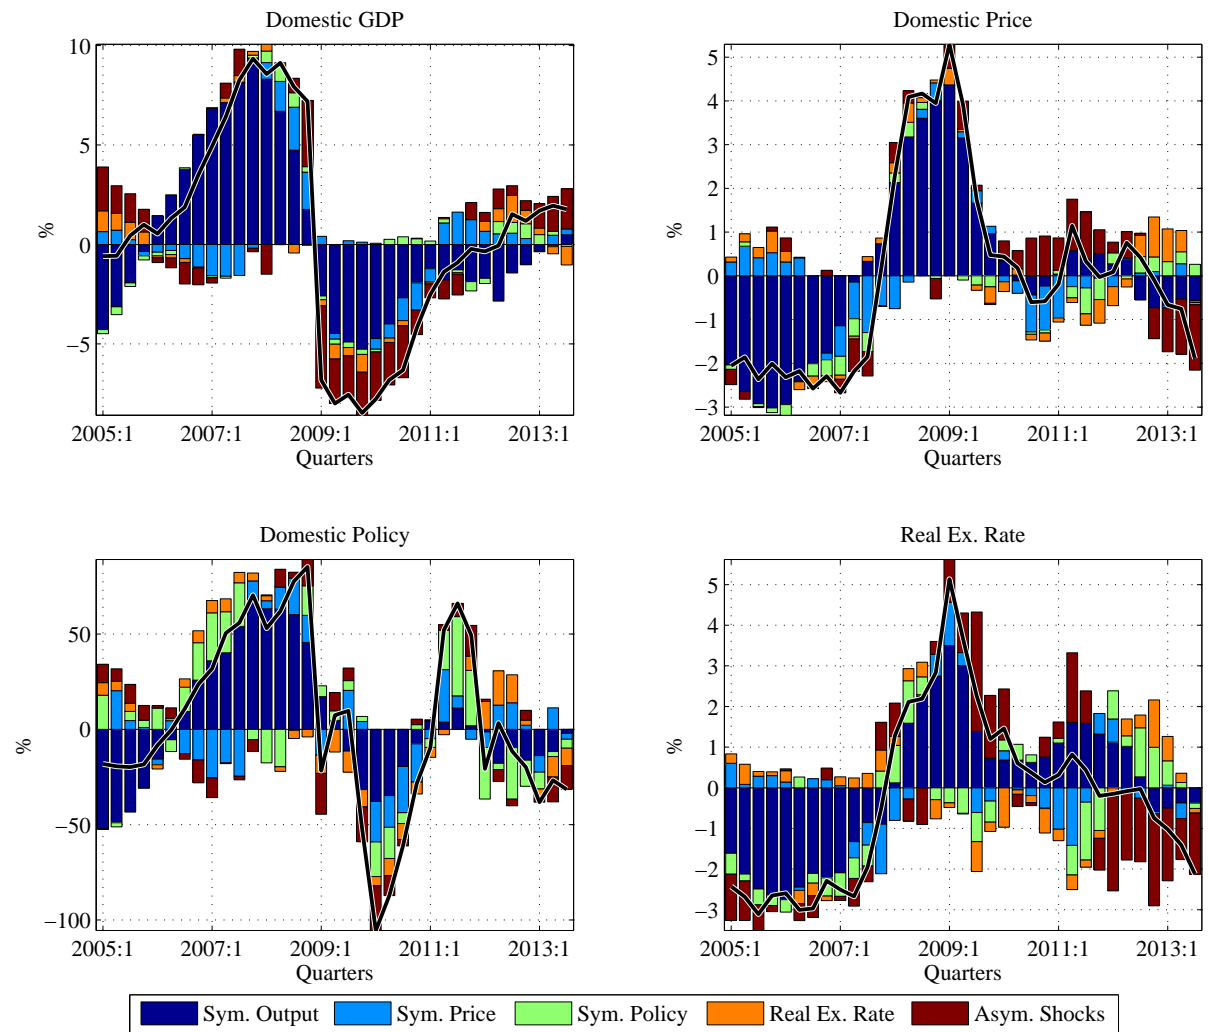 Domestic GDP
10
5
0
−5
%
2005:1 2007:1 2009:1 2011:1 2013:1
Quarters
Domestic Price
5
4
3
2
1
0
−1
−2
−3
%
2005:1 2007:1 2009:1 2011:1 2013:1
Quarters
Domestic Policy
50
0
−50
−100
%
2005:1 2007:1 2009:1 2011:1 2013:1
Quarters
Real Ex. Rate
5
4
3
2
1
0
−1
−2
−3
%
2005:1 2007:1 2009:1 2011:1 2013:1
Quarters
Sym. Output Sym. Price Sym. Policy Real Ex. Rate Asym. Shocks